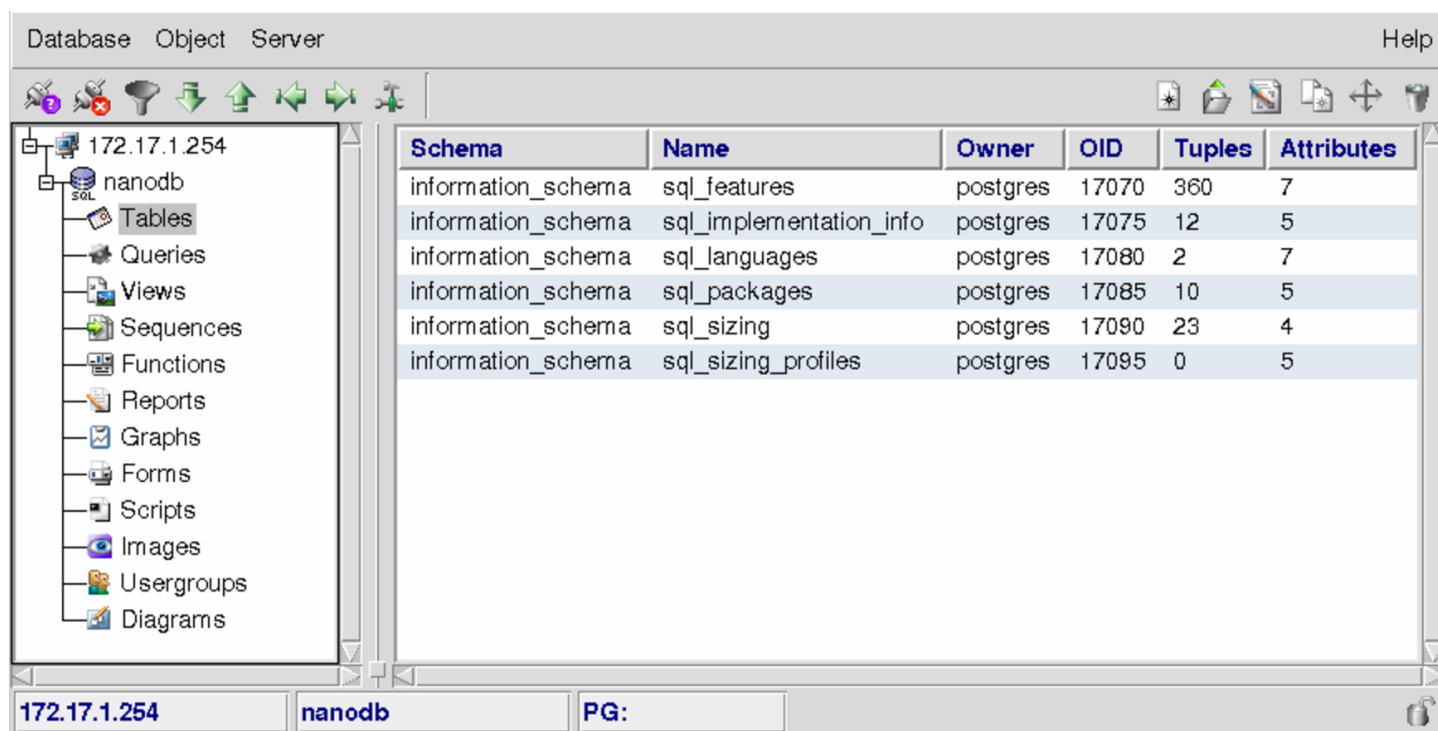 Database Object Server Help
172.17.1.254
nanodb
SQL
Tables
Queries
Views
Sequences
Functions
Reports
Graphs
Forms
Scripts
Images
Usergroups
Diagrams
Schema Name Owner OID Tuples Attributes
information_schema sql_features postgres 17070 360 7
information_schema sql_implementation_info postgres 17075 12 5
information_schema sql_languages postgres 17080 2 7
information_schema sql_packages postgres 17085 10 5
information_schema sql_sizing postgres 17090 23 4
information_schema sql_sizing_profiles postgres 17095 0 5
172.17.1.254 nanodb PG: